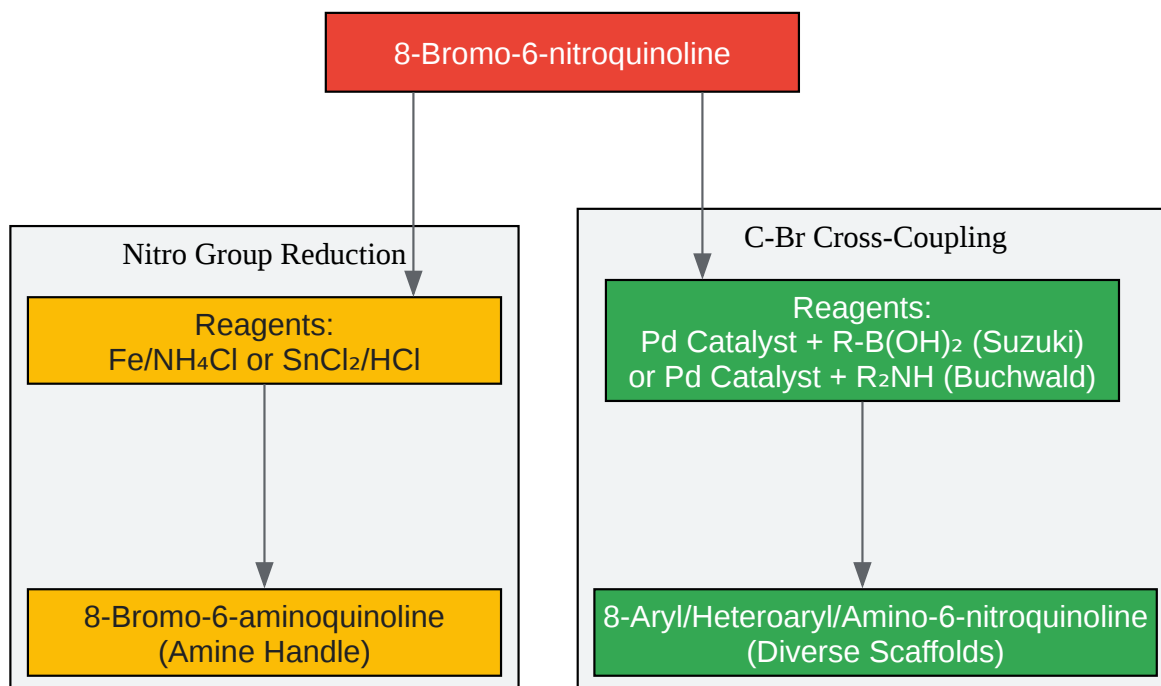 8-Bromo-6-nitroquinoline
Nitro Group Reduction
Reagents:
Fe/NH₄Cl or SnCl₂/HCl
8-Bromo-6-aminoquinoline
(Amine Handle)
C-Br Cross-Coupling
Reagents:
Pd Catalyst + R-B(OH)₂ (Suzuki)
or Pd Catalyst + R₂NH (Buchwald)
8-Aryl/Heteroaryl/Amino-6-nitroquinoline
(Diverse Scaffolds)